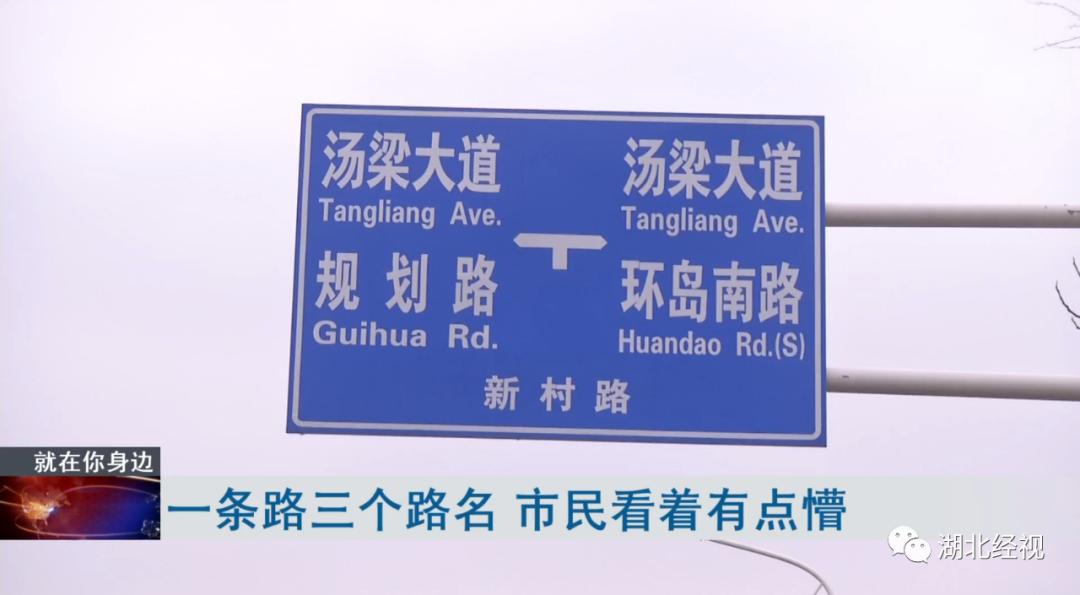 汤梁大道 汤梁大道
Tangliang Ave. Tangliang Ave.
规划路 环岛南路
Guihua Rd. Huandao Rd.(S)
新村路
就在你身边
一条路三个路名 市民看着有点懵
湖北经视